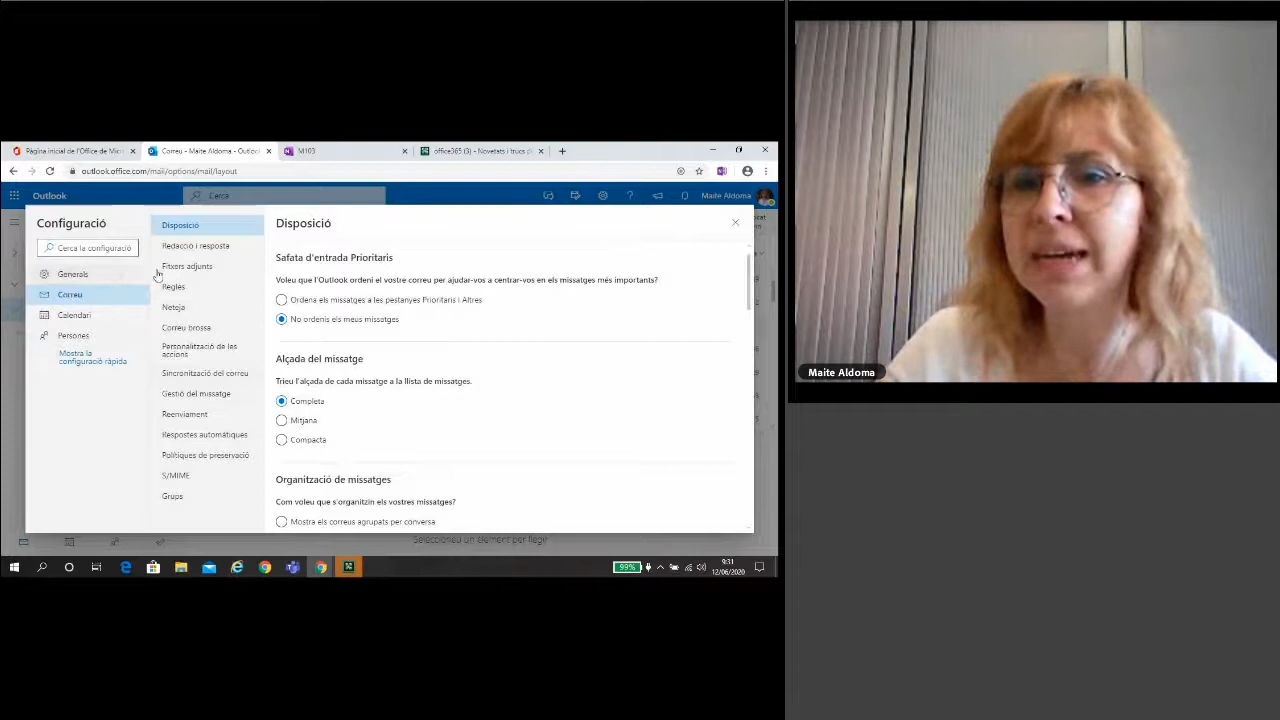 Pàgina inicial de l'Office de Micr
Correu - Maite Aldoma - Outlo
M103
office365 (3) - Novetats i trucs d
outlook.office.com/mail/options/mail/layout
Outlook
Cerca
Maite Aldoma
Configuració
Cerca la configuració
Generals
Correu
Calendari
Persones
Mostra la
configuració ràpida
Disposició
Redacció i resposta
Fitxers adjunts
Regles
Neteja
Correu brossa
Personalització de les
accions
Sincronització del correu
Gestió del missatge
Reenviament
Respostes automàtiques
Polítiques de preservació
S/MIME
Grups
Disposició
Safata d'entrada Prioritaris
Voleu que l'Outlook ordeni el vostre correu per ajudar-vos a centrar-vos en els missatges més importants?
Ordena els missatges a les pestanyes Prioritaris i Altres
No ordenis els meus missatges
Alçada del missatge
Trieu l'alçada de cada missatge a la llista de missatges.
Completa
Mitjana
Compacta
Organització de missatges
Com voleu que s'organitzin els vostres missatges?
Mostra els correus agrupats per conversa
Seleccioneu un element per llegir
99%
9:31
12/06/2020
Maite Aldoma